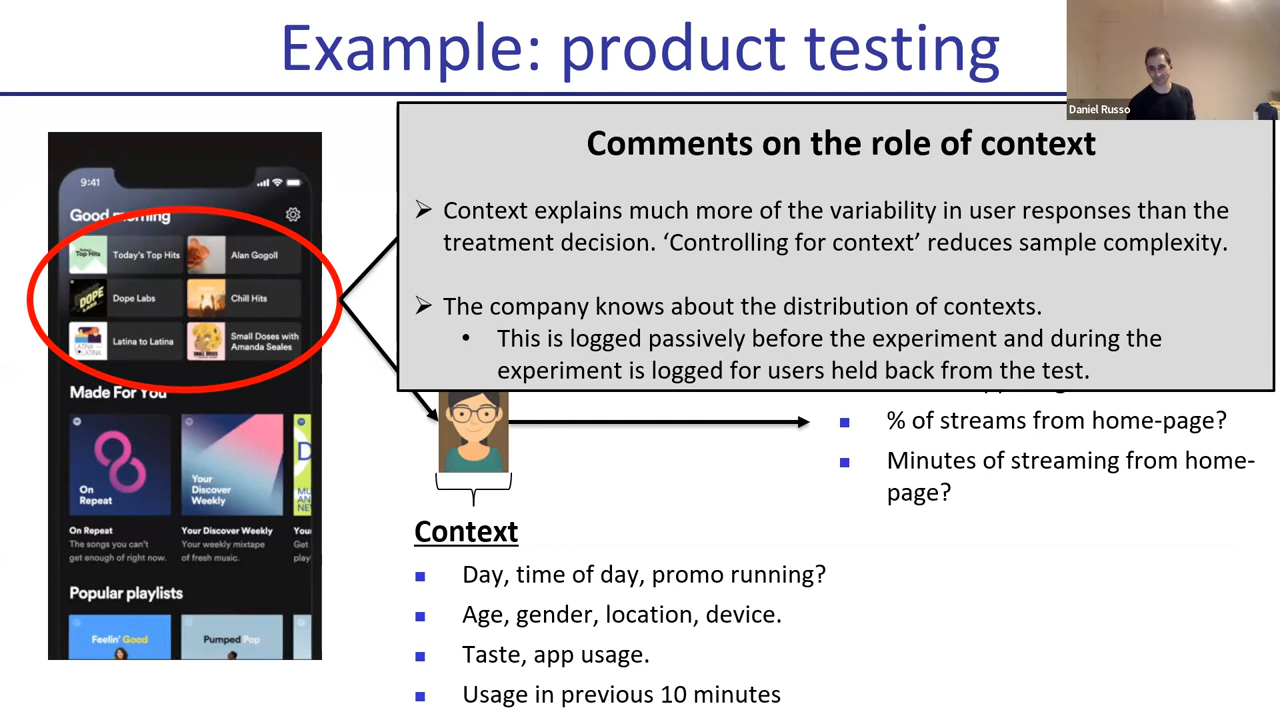 Example: product testing
Daniel Russo
Comments on the role of context
➢ Context explains much more of the variability in user responses than the
treatment decision. ‘Controlling for context’ reduces sample complexity.
➢ The company knows about the distribution of contexts.
• This is logged passively before the experiment and during the
experiment is logged for users held back from the test.
9:41
Good morning
Top Hits
Today's Top Hits
Alan Gogoll
DOPE
Dope Labs
Chill Hits
Latina to Latina
Small Doses with
Amanda Seales
Made For You
On
Repeat
Your
Discover
Weekly
On Repeat
Your Discover Weekly
You
The songs you can't
get enough of right now.
Your weekly mixtape
of fresh music.
Get
play
Popular playlists
Feelin' Good
Pumped Pop
■ % of streams from home-page?
■ Minutes of streaming from home-
page?
Context
■ Day, time of day, promo running?
■ Age, gender, location, device.
■ Taste, app usage.
■ Usage in previous 10 minutes